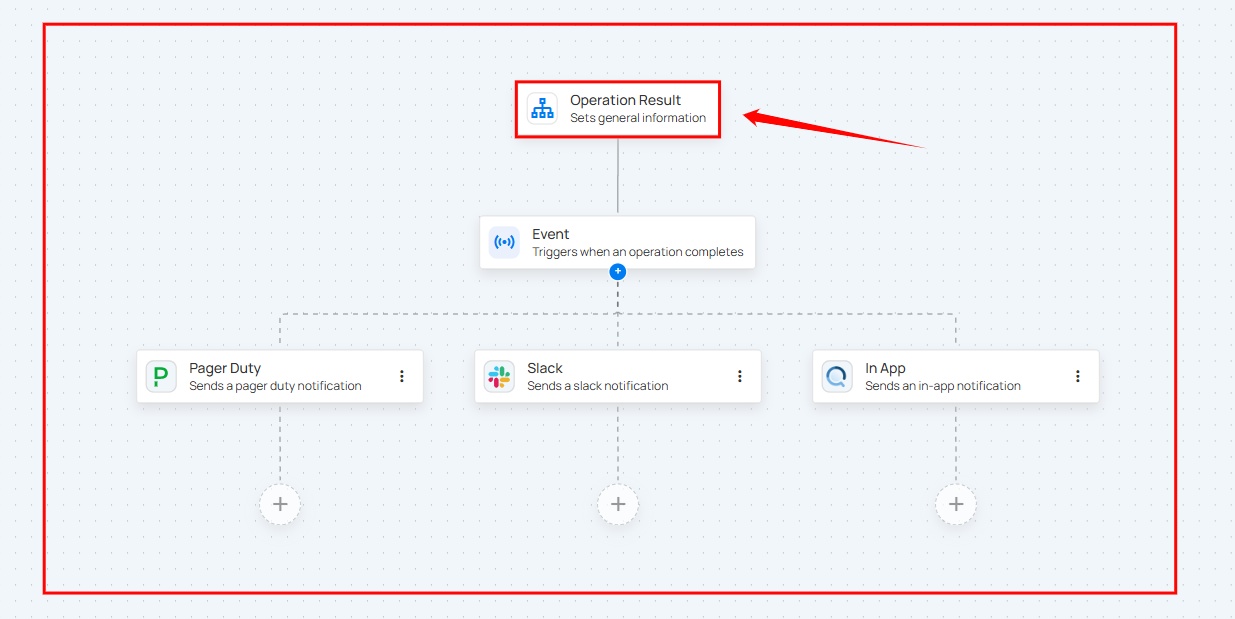 Operation Result
Sets general information
Event
Triggers when an operation completes
Pager Duty
Sends a pager duty notification
Slack
Sends a slack notification
In App
Sends an in-app notification